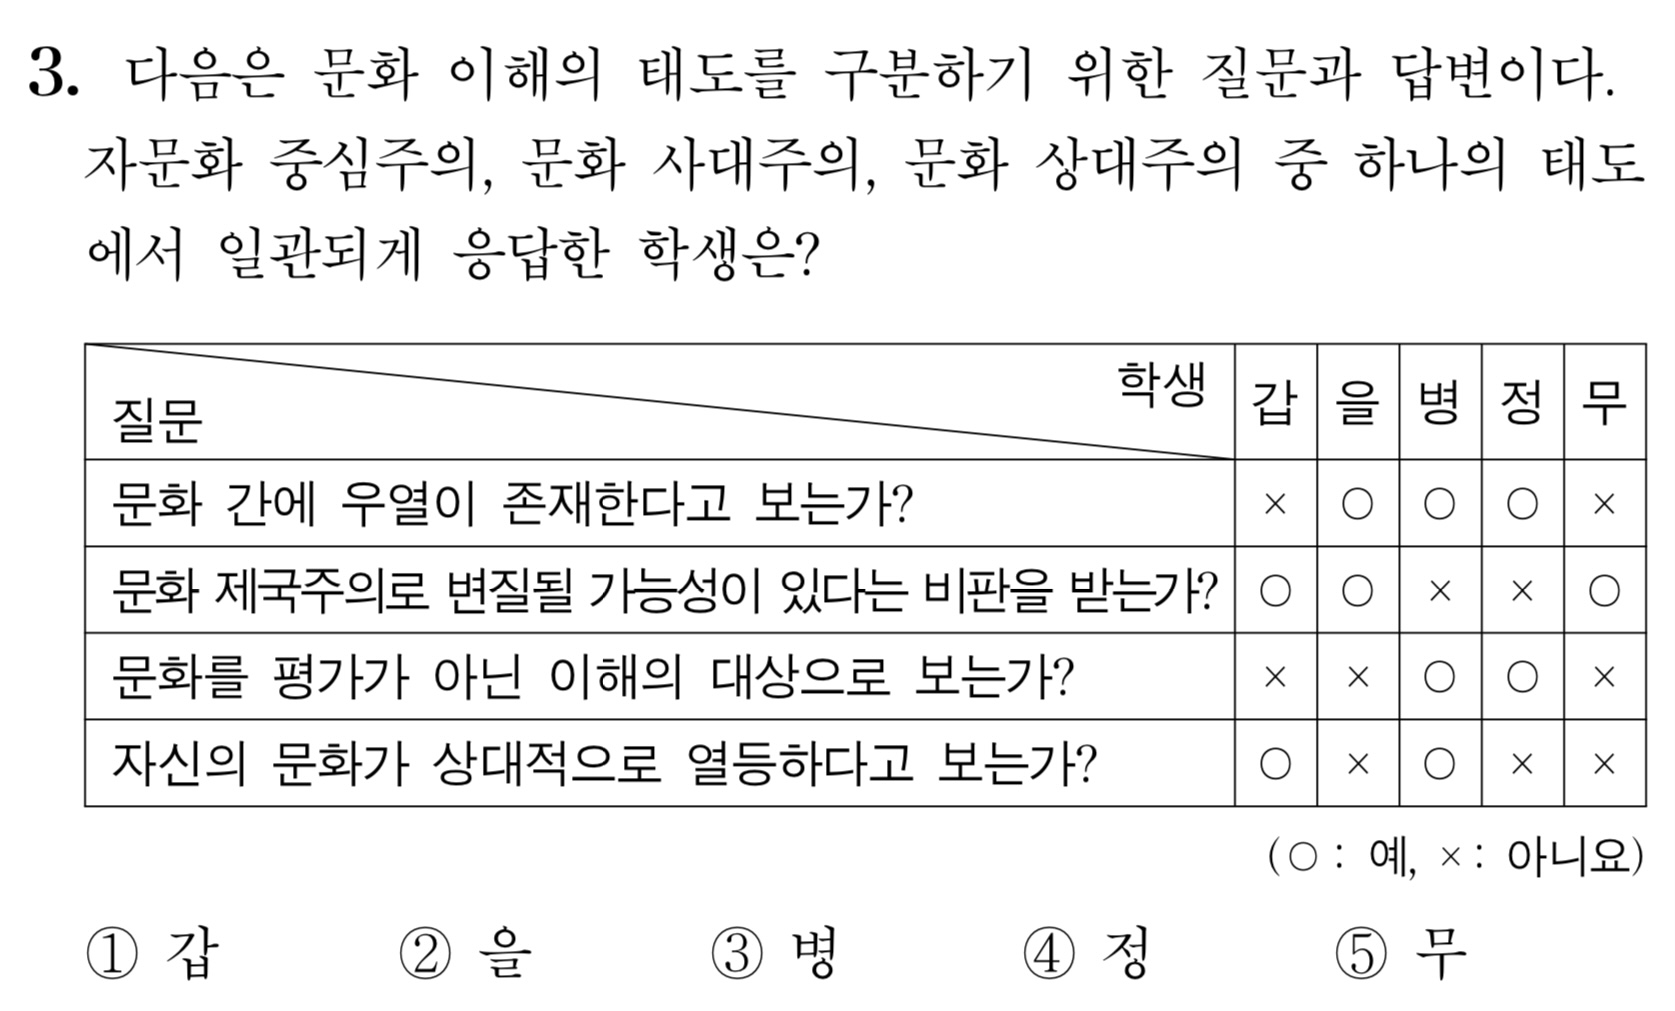 3. 다음은 문화 이해의 태도를 구분하기 위한 질문과 답변이다.
자문화 중심주의, 문화 사대주의, 문화 상대주의 중 하나의 태도
에서 일관되게 응답한 학생은?
학생
질문
갑 을 병 정 무
문화 간에 우열이 존재한다고 보는가? × ○ ○ ○ ×
문화 제국주의로 변질될 가능성이 있다는 비판을 받는가? ○ ○ × × ○
문화를 평가가 아닌 이해의 대상으로 보는가? × × ○ ○ ×
자신의 문화가 상대적으로 열등하다고 보는가? ○ × ○ × ×
(○ : 예, × : 아니요)
① 갑 ② 을 ③ 병 ④ 정 ⑤ 무